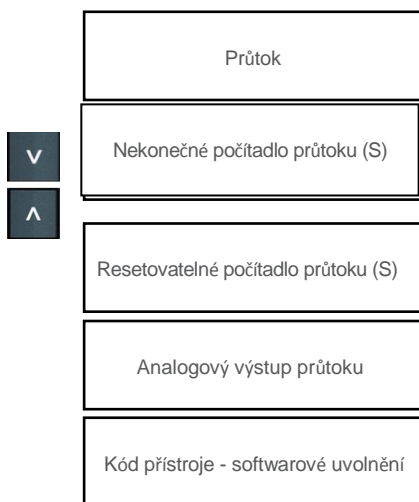 Průtok
Nekonečné počítadlo průtoku (S)
Resetovatelné počítadlo průtoku (S)
Analogový výstup průtoku
Kód přístroje - softwarové uvolnění